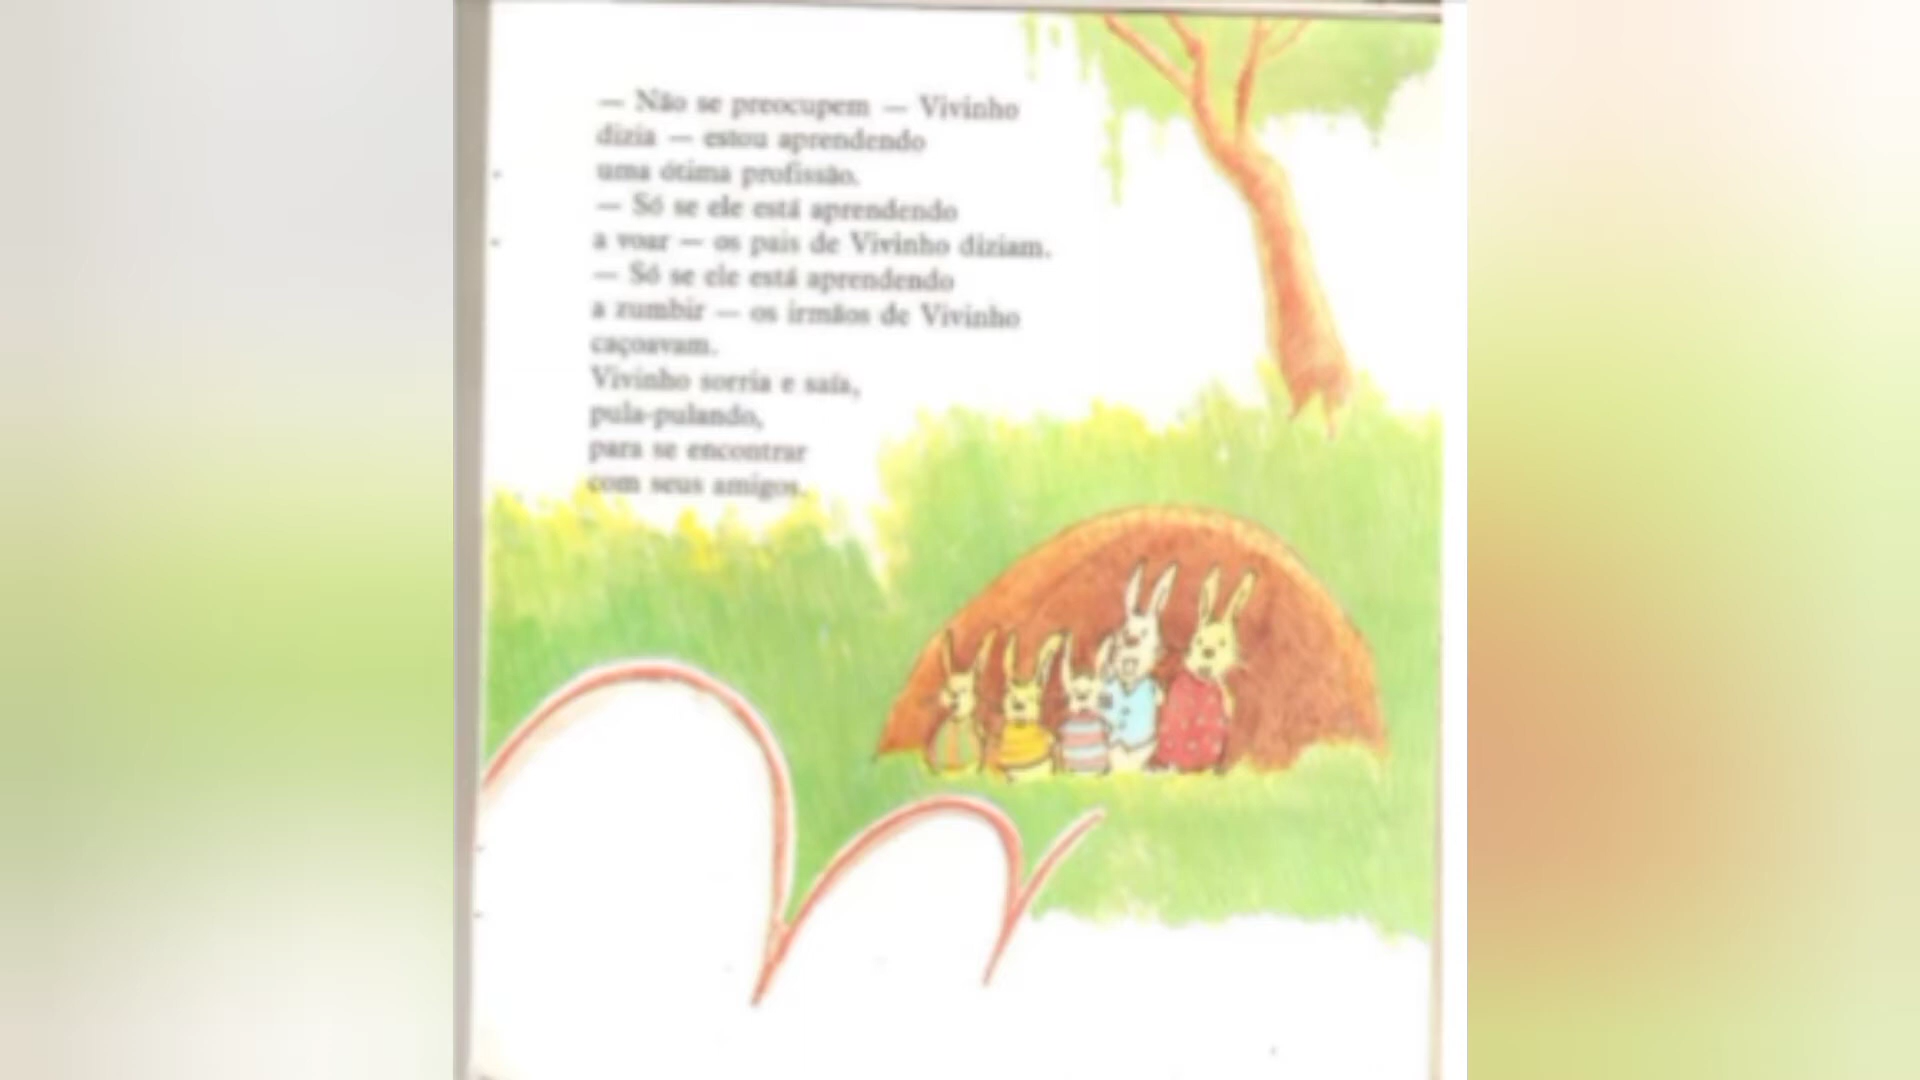 — Não se preocupem — Vivinho
dizia — estou aprendendo
uma ótima profissão.
— Só se ele está aprendendo
a voar — os pais de Vivinho diziam.
— Só se ele está aprendendo
a zumbir — os irmãos de Vivinho
caçoavam.
Vivinho sorria e saía,
pula-pulando,
para se encontrar
com seus amigos.